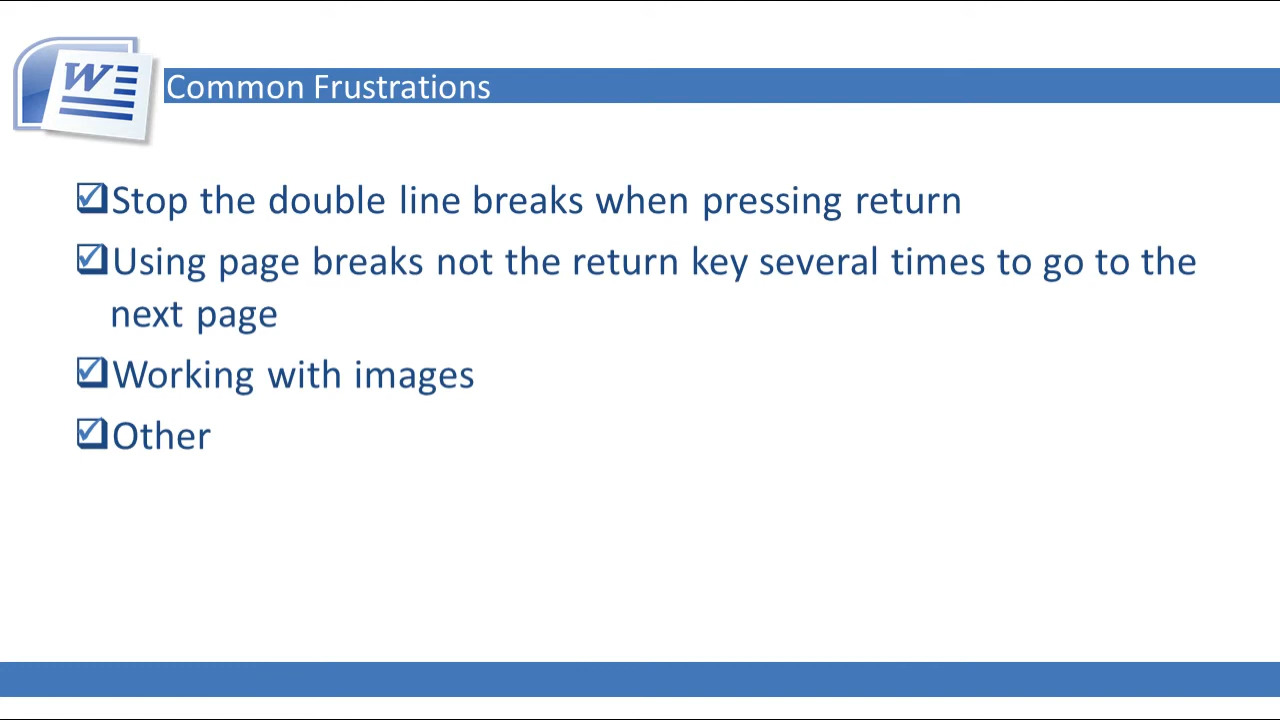 W
Common Frustrations
Stop the double line breaks when pressing return
Using page breaks not the return key several times to go to the
next page
Working with images
Other